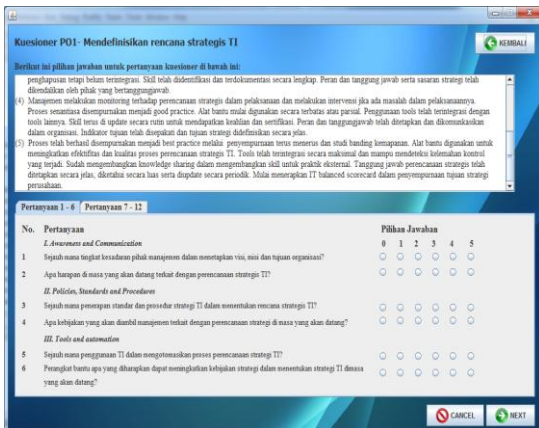 Kuesioner PO1- Mendefinisikan rencana strategis TI
KEMBALI
Berikut ini pilihan jawaban untuk pertanyaan kuesioner di bawah ini.
penghapusan tetapi belum terintegrasi. Skill telah diidentifikasi dan terdokumentasi secara lengkap. Peran dan tanggung jawab serta sasaran strategi telah
dikendalikan oleh pihak yang bertanggungjawab.
(4) Manajemen melakukan monitoring terhadap perencanaan strategis dalam pelaksanaan dan melakukan intervensi jika ada masalah dalam pelaksanaannya.
Proses senantiasa disempurnakan menjadi good practice. Alat bantu mulai digunakan secara terbatas atau parsial. Penggunaan tools telah terintegrasi dengan
tools lainnya. Skill terus di update secara rutin untuk mendapatkan keahlian dan sertifikasi. Peran dan tanggungjawab telah ditetapkan dan dikomunikasikan
dalam organisasi. Indikator tujuan telah disepakati dan tujuan strategi didefinisikan secara jelas.
(5) Proses telah berhasil disempurnakan menjadi best practice melalui penyempurnaan terus menerus dan studi banding kemapanan. Alat bantu digunakan untuk
meningkatkan efektifitas dan kualitas proses perencanaan strategis TI. Tools telah terintegrasi secara maksimal dan mampu mendeteksi kelemahan kontrol
yang terjadi. Sudah mengembangkan knowledge sharing dalam mengembangkan skill untuk praktik eksternal. Tanggung jawab perencanaan strategis telah
ditetapkan secara jelas, diketahui secara luas serta diupdate secara periodik. Mulai menerapkan IT balanced scorecard dalam penyempurnaan tujuan strategi
perusahaan.
Pertanyaan 1 - 6 Pertanyaan 7 - 12
No. Pertanyaan Pilihan Jawaban
I. Awareness and Communication 0 1 2 3 4 5
1 Sejauh mana tingkat kesadaran pihak manajemen dalam menetapkan visi, misi dan tujuan organisasi?
2 Apa harapan di masa yang akan datang terkait dengan perencanaan strategis TI?
II. Policies, Standards and Procedures
3 Sejauh mana penerapan standar dan prosedur strategi TI dalam menentukan rencana strategis TI?
4 Apa kebijakan yang akan diambil manajemen terkait dengan perencanaan strategi di masa yang akan datang?
III. Tools and automation
5 Sejauh mana penggunaan TI dalam mengotomasikan proses perencanaan strategis TI?
6 Perangkat bantu apa yang diharapkan dapat meningkatkan kebijakan strategi dalam menentukan strategi TI dimasa
yang akan datang?
CANCEL NEXT